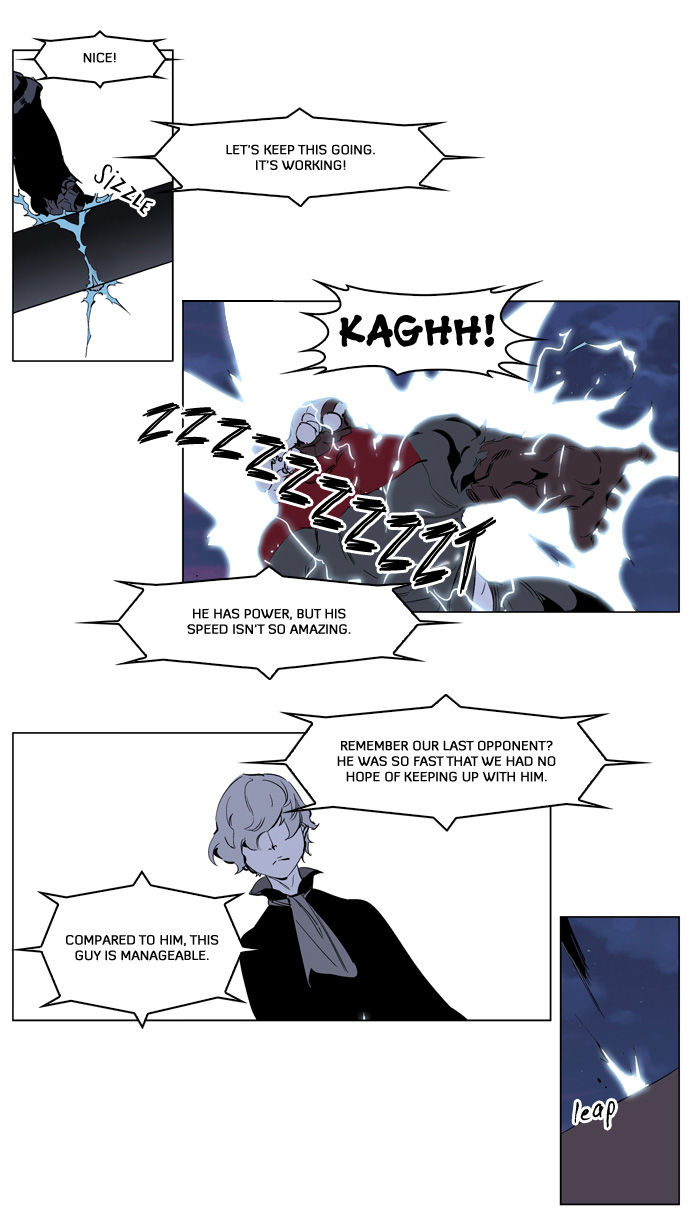 NICE!
LET'S KEEP THIS GOING.
IT'S WORKING!
SIZZLE
KAGHH!
ZZZZZZZZZT
HE HAS POWER, BUT HIS
SPEED ISN'T SO AMAZING.
REMEMBER OUR LAST OPPONENT?
HE WAS SO FAST THAT WE HAD NO
HOPE OF KEEPING UP WITH HIM.
COMPARED TO HIM, THIS
GUY IS MANAGEABLE.
leap